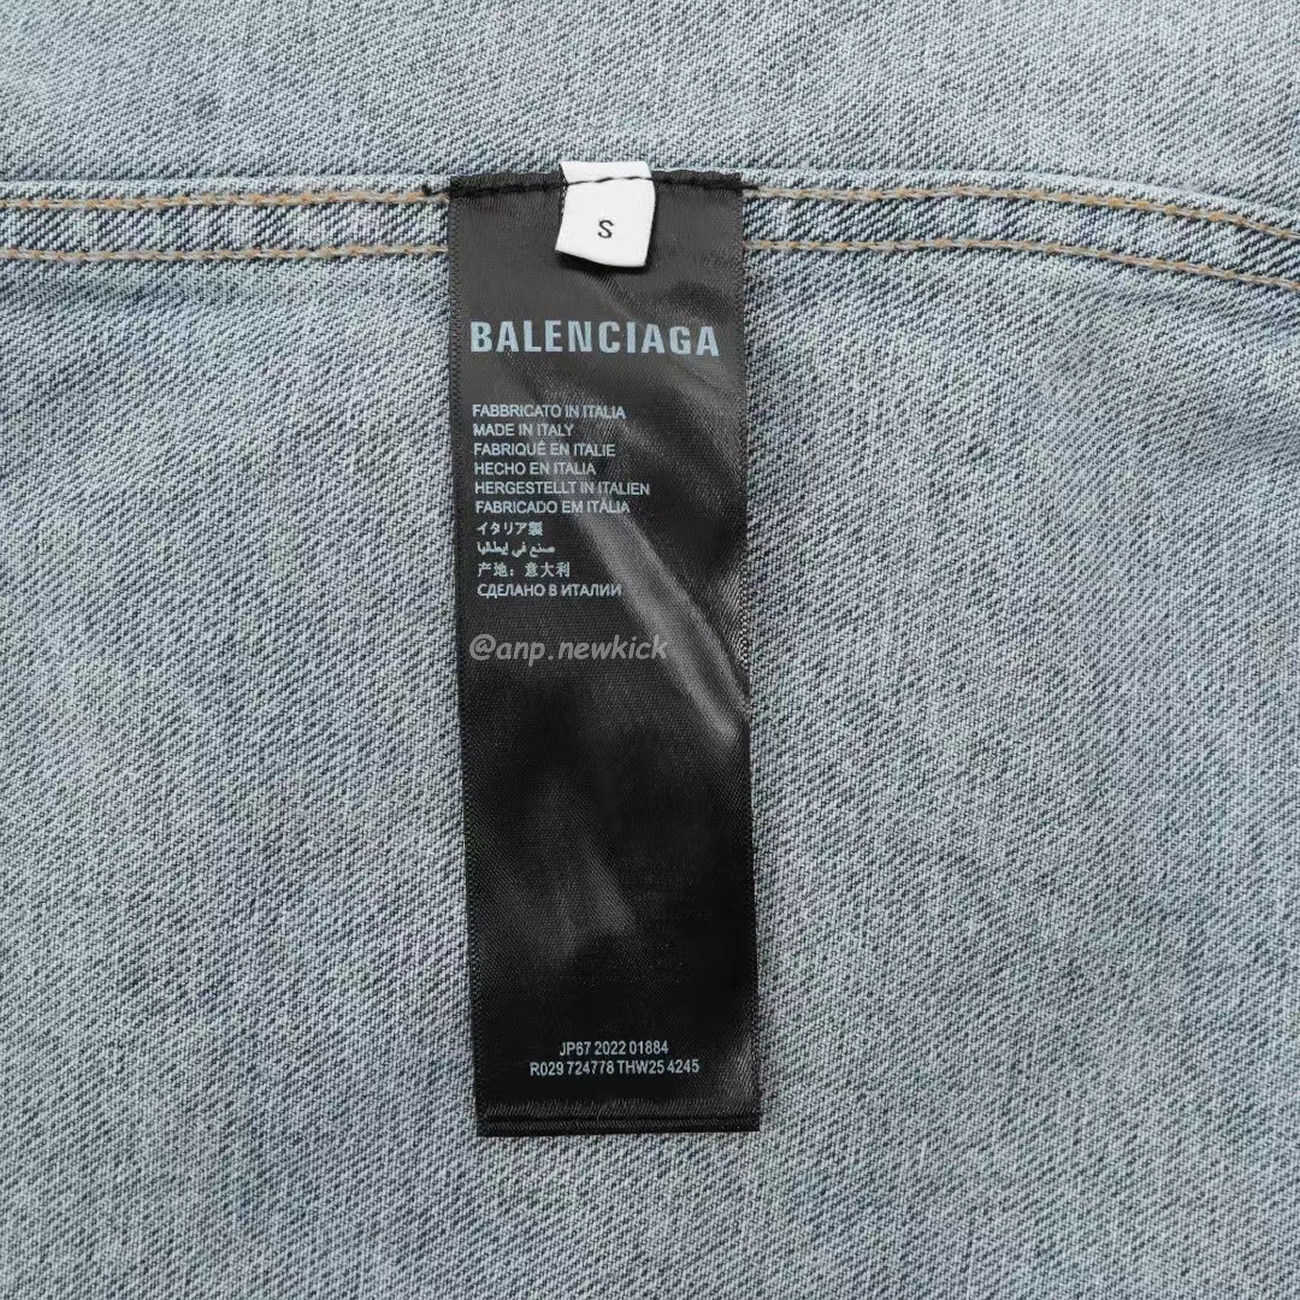 S
BALENCIAGA
FABBRICATO IN ITALIA
MADE IN ITALY
FABRIQUÉ EN ITALIE
HECHO EN ITALIA
HERGESTELLT IN ITALIEN
FABRICADO EM ITÁLIA
イタリア製
صنع في إيطاليا
产地：意大利
СДЕЛАНО В ИТАЛИИ
@anp.newkick
JP67 2022 01884
R029 724778 THW25 4245